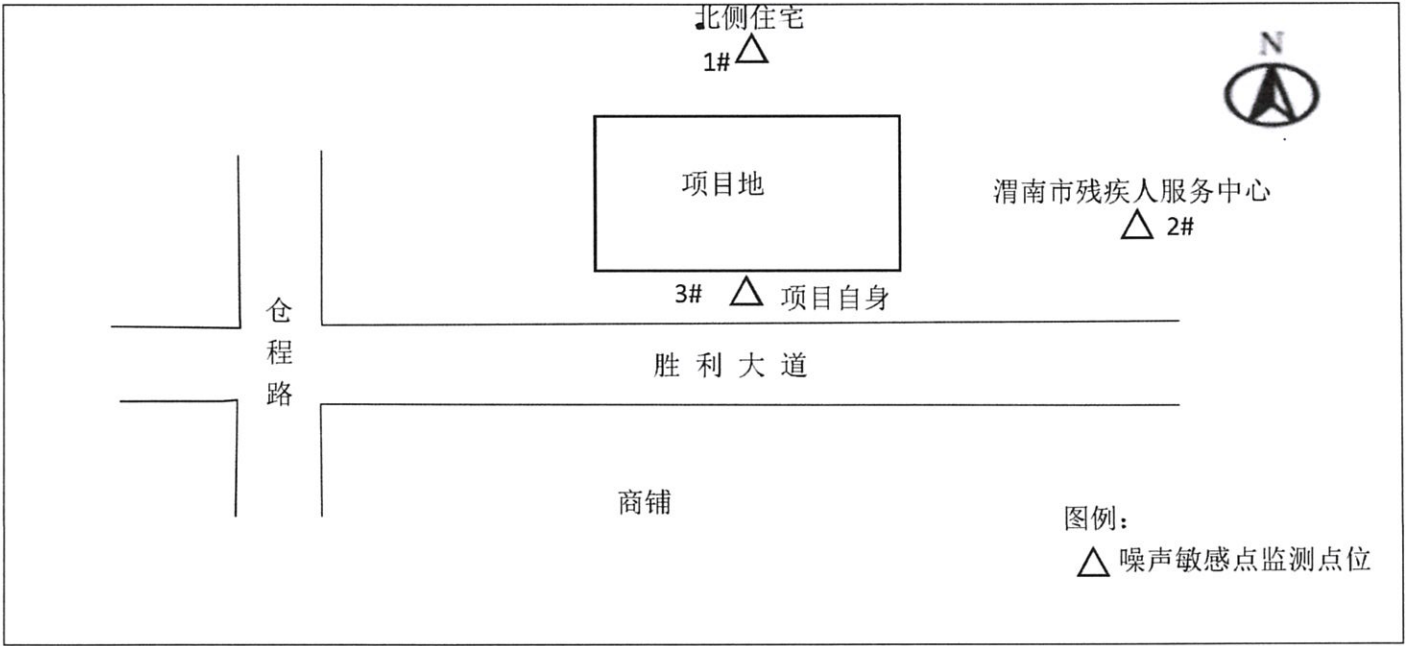 北侧住宅
1#
N
项目地
渭南市残疾人服务中心
2#
3#
项目自身
仓程路
胜利大道
商铺
图例：
噪声敏感点监测点位